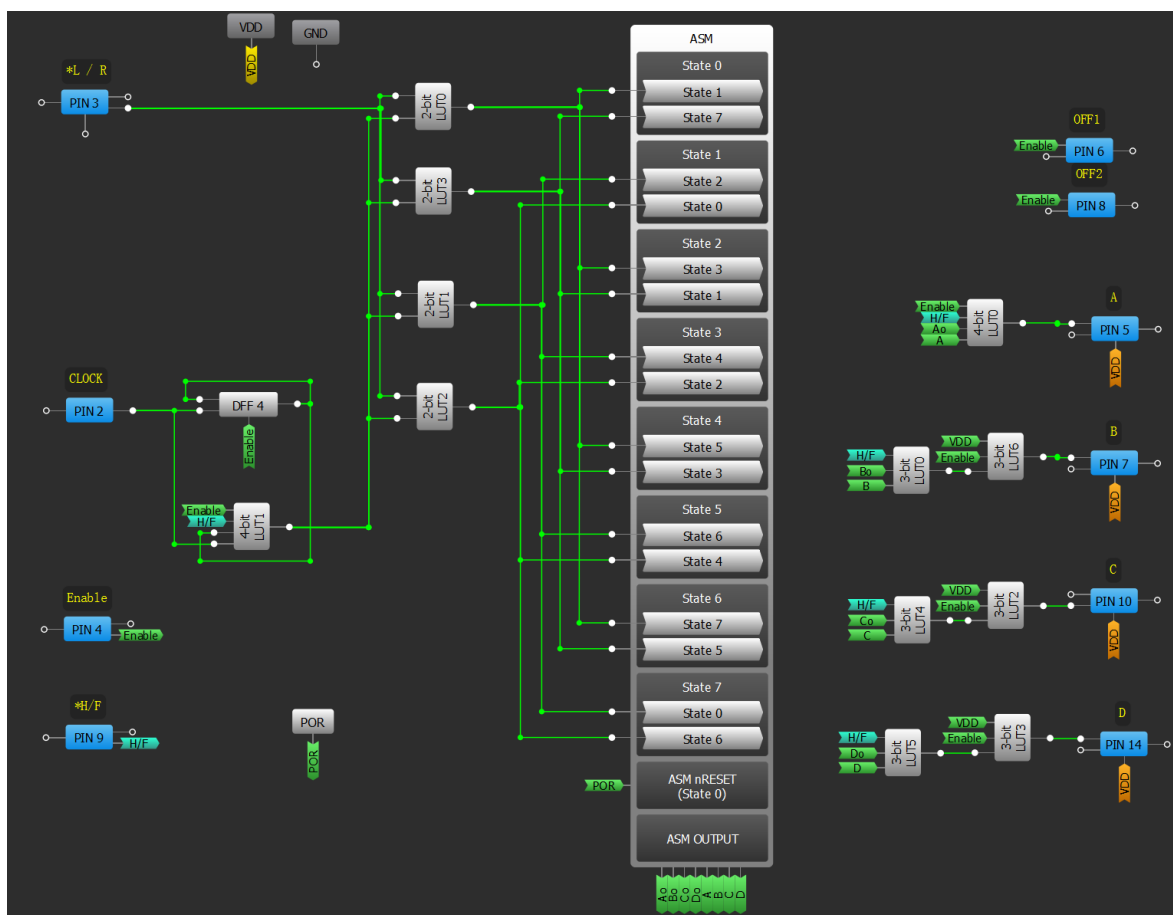 VDD
VDD
GND
*L / R
PIN 3
CLOCK
PIN 2
DFF 4
Enable
Enable
H/F
4-bit LUT1
Enable
PIN 4
Enable
*H/F
PIN 9
H/F
POR
POR
2-bit LUT0
2-bit LUT3
2-bit LUT1
2-bit LUT2
ASM
State 0
State 1
State 7
State 1
State 2
State 0
State 2
State 3
State 1
State 3
State 4
State 2
State 4
State 5
State 3
State 5
State 6
State 4
State 6
State 7
State 5
State 7
State 0
State 6
POR
ASM nRESET
(State 0)
ASM OUTPUT
Ao
Bo
Co
Do
A
B
C
D
OFF1
Enable
PIN 6
OFF2
Enable
PIN 8
A
Enable
H/F
Ao
A
4-bit LUT0
PIN 5
VDD
B
H/F
Bo
B
3-bit LUT0
VDD
Enable
3-bit LUT6
PIN 7
VDD
C
H/F
Co
C
3-bit LUT4
VDD
Enable
3-bit LUT2
PIN 10
VDD
D
H/F
Do
D
3-bit LUT5
VDD
Enable
3-bit LUT3
PIN 14
VDD